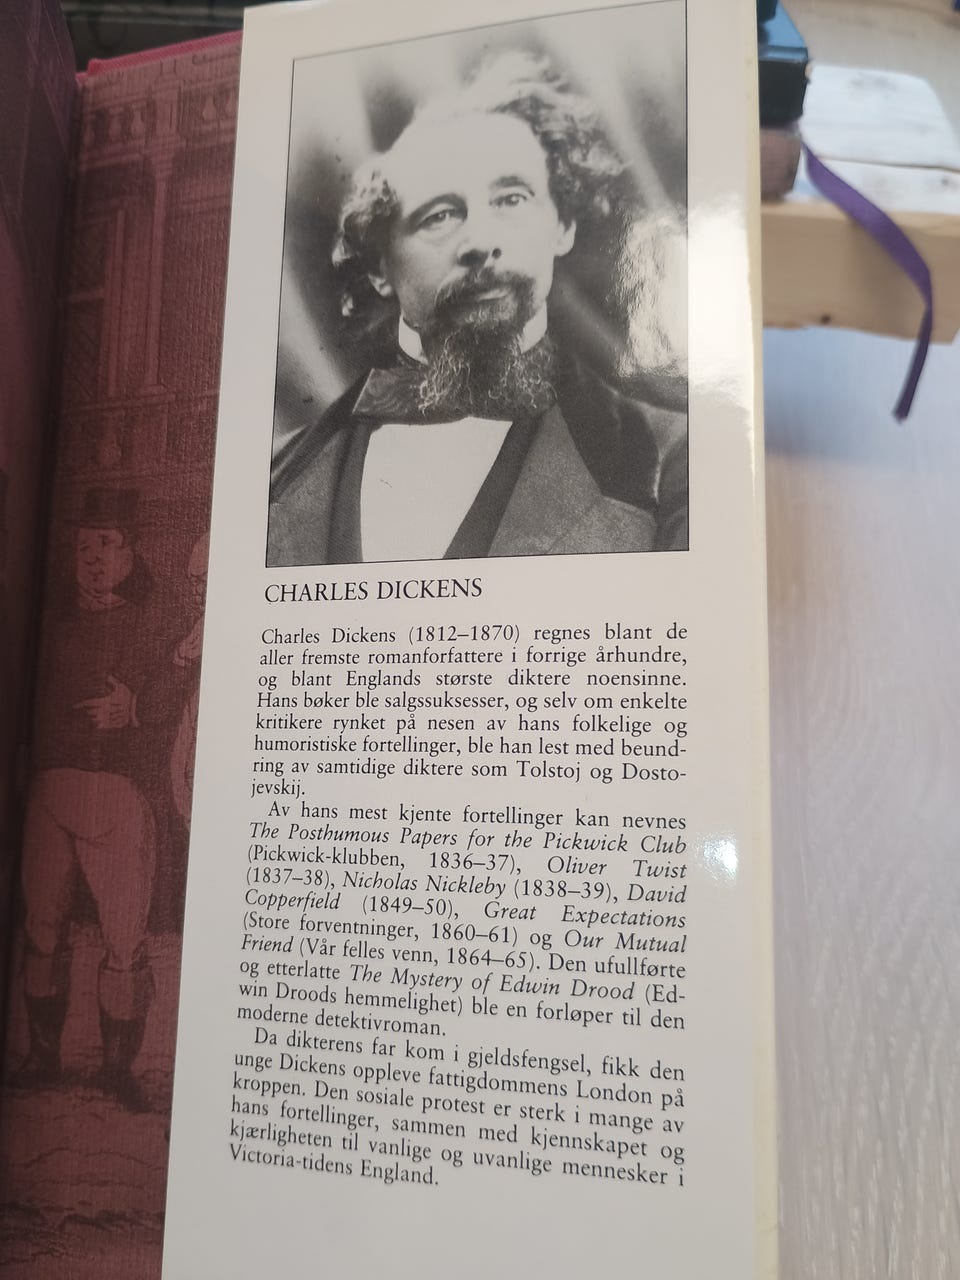 CHARLES DICKENS
Charles Dickens (1812–1870) regnes blant de
aller fremste romanforfattere i forrige århundre,
og blant Englands største diktere noensinne.
Hans bøker ble salgssuksesser, og selv om enkelte
kritikere rynket på nesen av hans folkelige og
humoristiske fortellinger, ble han lest med beund-
ring av samtidige diktere som Tolstoj og Dosto-
jevskij.
Av hans mest kjente fortellinger kan nevnes
The Posthumous Papers for the Pickwick Club
(Pickwick-klubben, 1836–37), Oliver Twist
(1837–38), Nicholas Nickleby (1838–39), David
Copperfield (1849–50), Great Expectations
(Store forventninger, 1860–61) og Our Mutual
Friend (Vår felles venn, 1864–65). Den ufullførte
og etterlatte The Mystery of Edwin Drood (Ed-
win Droods hemmelighet) ble en forløper til den
moderne detektivroman.
Da dikterens far kom i gjeldsfengsel, fikk den
unge Dickens oppleve fattigdommens London på
kroppen. Den sosiale protest er sterk i mange av
hans fortellinger, sammen med kjennskapet og
kjærligheten til vanlige og uvanlige mennesker i
Victoria-tidens England.